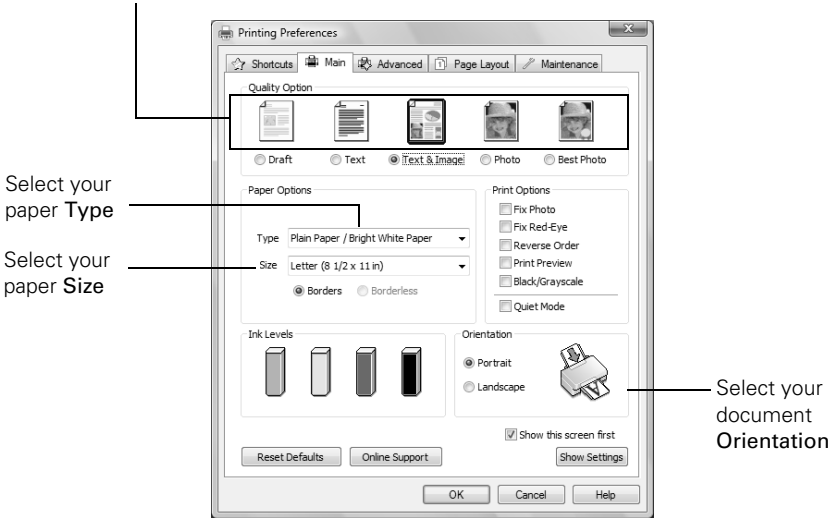 Printing Preferences
Shortcuts Main Advanced Page Layout Maintenance
Quality Option
Draft Text Text & Image Photo Best Photo
Select your
paper Type
Select your
paper Size
Paper Options
Type Plain Paper / Bright White Paper
Size Letter (8 1/2 x 11 in)
Borders Borderless
Print Options
Fix Photo
Fix Red-Eye
Reverse Order
Print Preview
Black/Grayscale
Quiet Mode
Ink Levels
Orientation
Portrait
Landscape
Select your
document
Orientation
Show this screen first
Reset Defaults Online Support Show Settings
OK Cancel Help